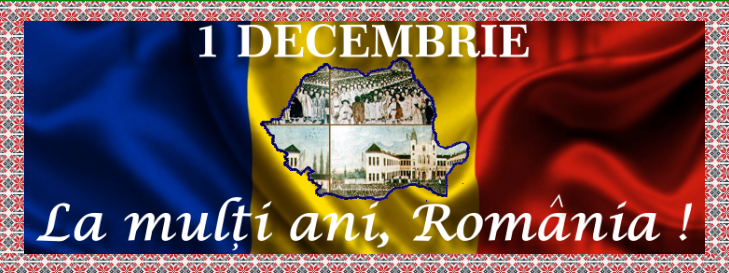 1 DECEMBRIE
La mulți ani, România !